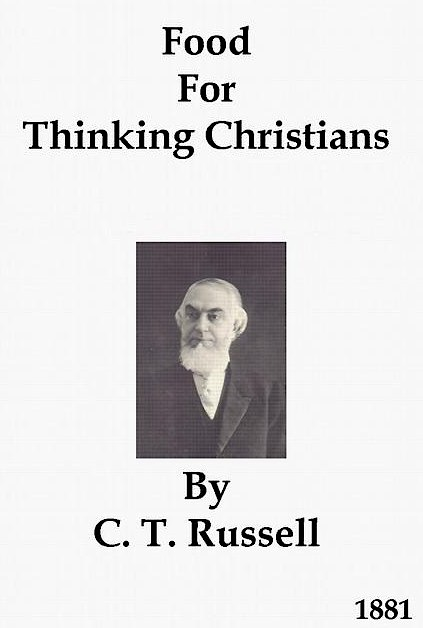 Food
For
Thinking Christians
By
C. T. Russell
1881